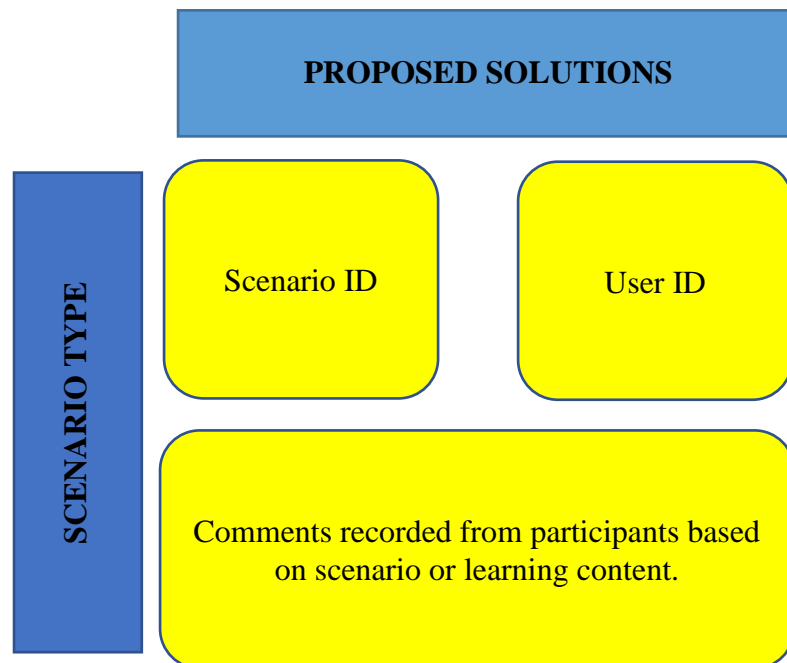 PROPOSED SOLUTIONS
SCENARIO TYPE
Scenario ID
User ID
Comments recorded from participants based
on scenario or learning content.